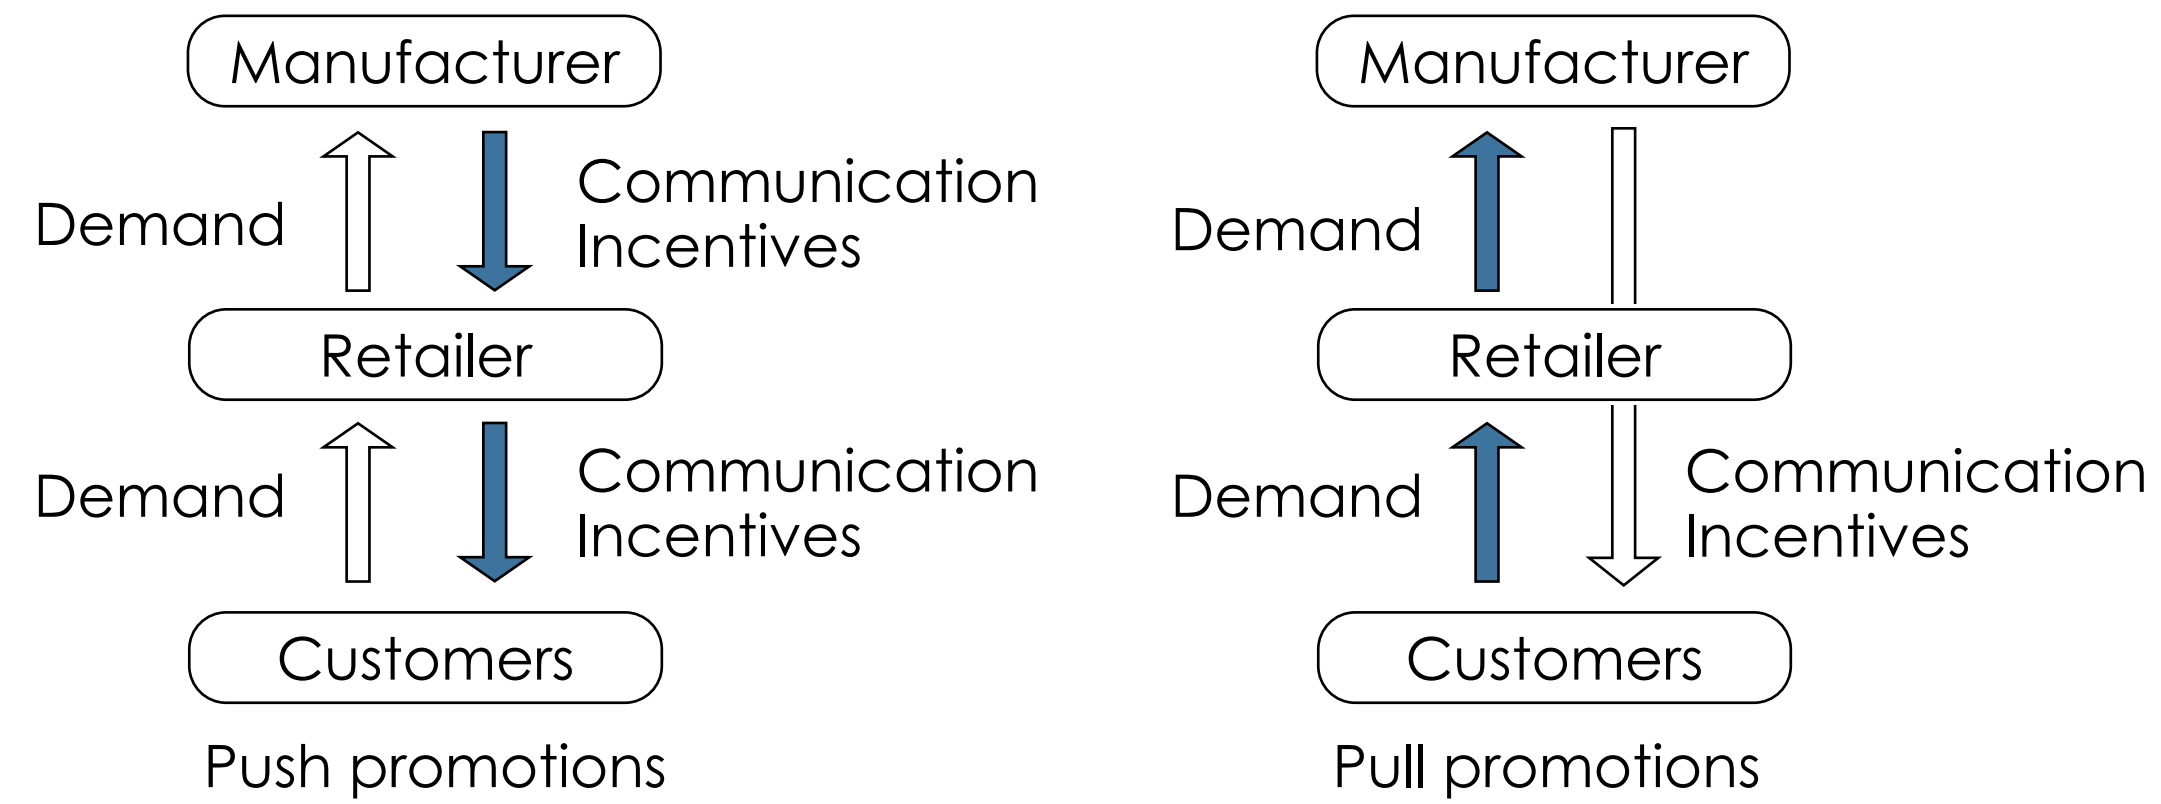 Manufacturer
Demand
Communication
Incentives
Retailer
Demand
Communication
Incentives
Customers
Push promotions
Manufacturer
Demand
Retailer
Demand
Communication
Incentives
Customers
Pull promotions